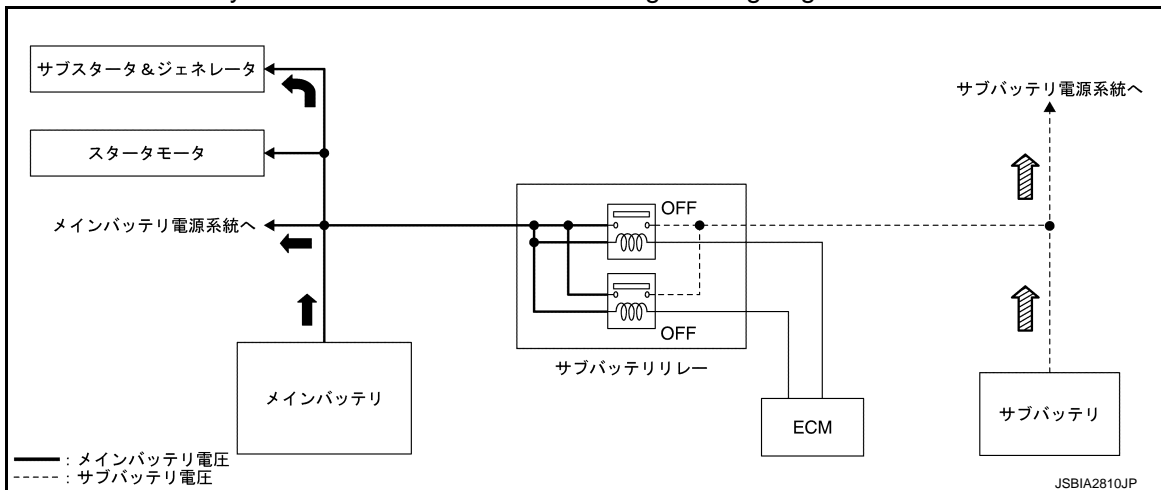 サブスタータ&ジェネレータ
サブバッテリ電源系統へ
スタータモータ
OFF
メインバッテリ電源系統へ
OFF
サブバッテリリレー
メインバッテリ
サブバッテリ
ECM
: メインバッテリ電圧
: サブバッテリ電圧
JSBIA2810JP